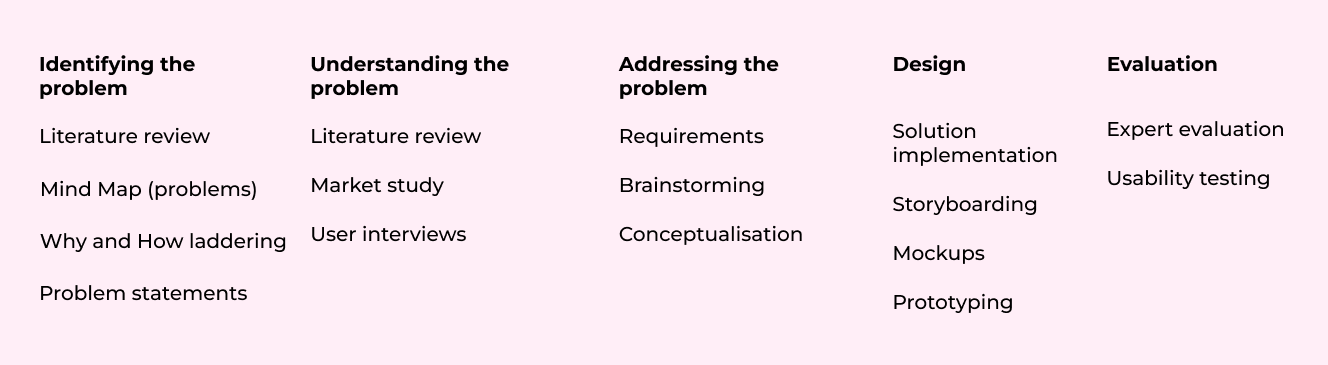 Identifying the
problem
Literature review
Mind Map (problems)
Why and How laddering
Problem statements
Understanding the
problem
Literature review
Market study
User interviews
Addressing the
problem
Requirements
Brainstorming
Conceptualisation
Design
Solution
implementation
Storyboarding
Mockups
Prototyping
Evaluation
Expert evaluation
Usability testing